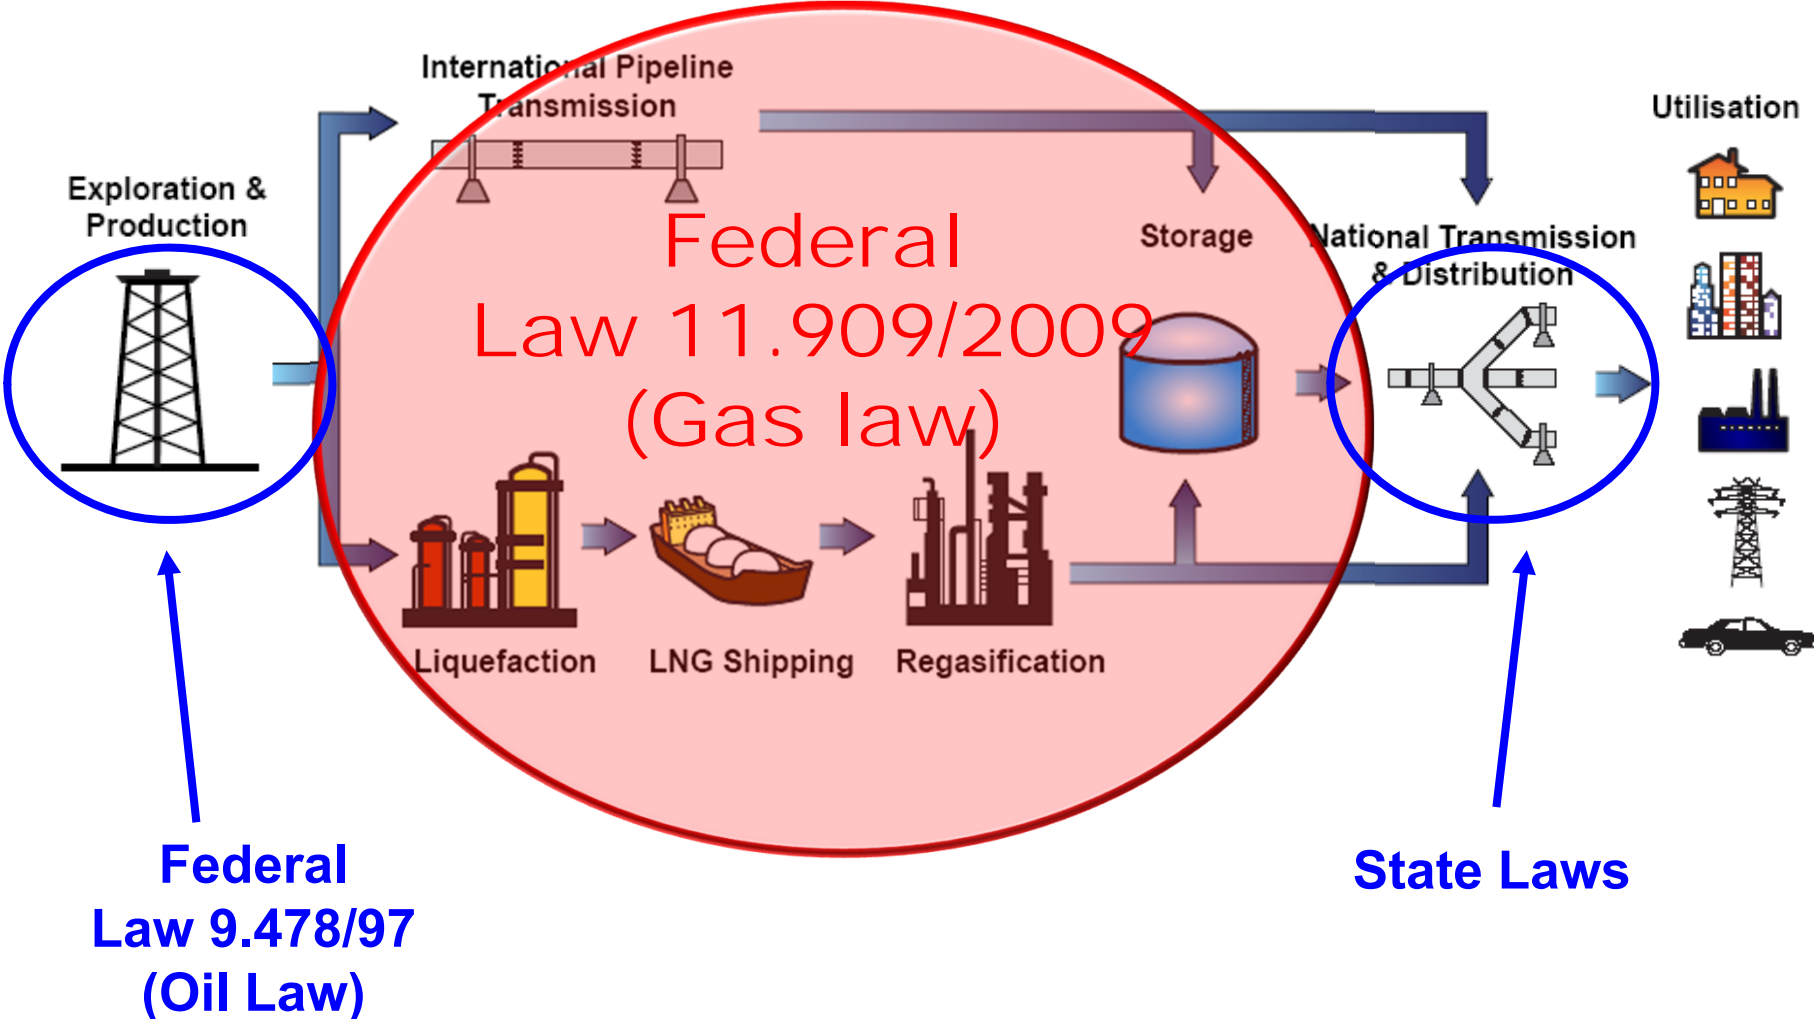 International Pipeline
Transmission
Utilisation
Exploration &
Production
Federal
Law 11.909/2009
(Gas law)
Storage
National Transmission
& Distribution
Liquefaction
LNG Shipping
Regasification
Federal
Law 9.478/97
(Oil Law)
State Laws